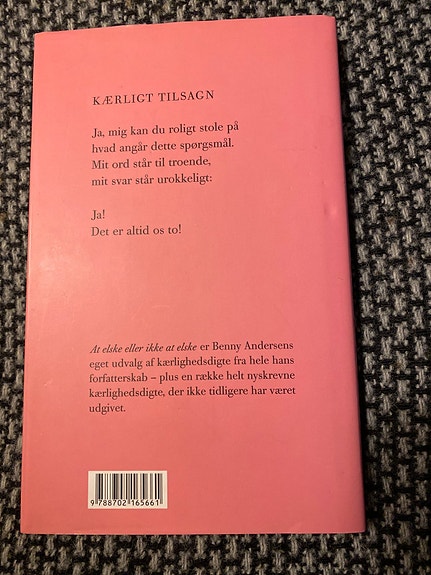 KÆRLIGT TILSAGN
Ja, mig kan du roligt stole på
hvad angår dette spørgsmål.
Mit ord står til troende,
mit svar står urokkeligt:
Ja!
Det er altid os to!
At elske eller ikke at elske er Benny Andersens
eget udvalg af kærlighedsdigte fra hele hans
forfatterskab – plus en række helt nyskrevne
kærlighedsdigte, der ikke tidligere har været
udgivet.
9 788702 165661